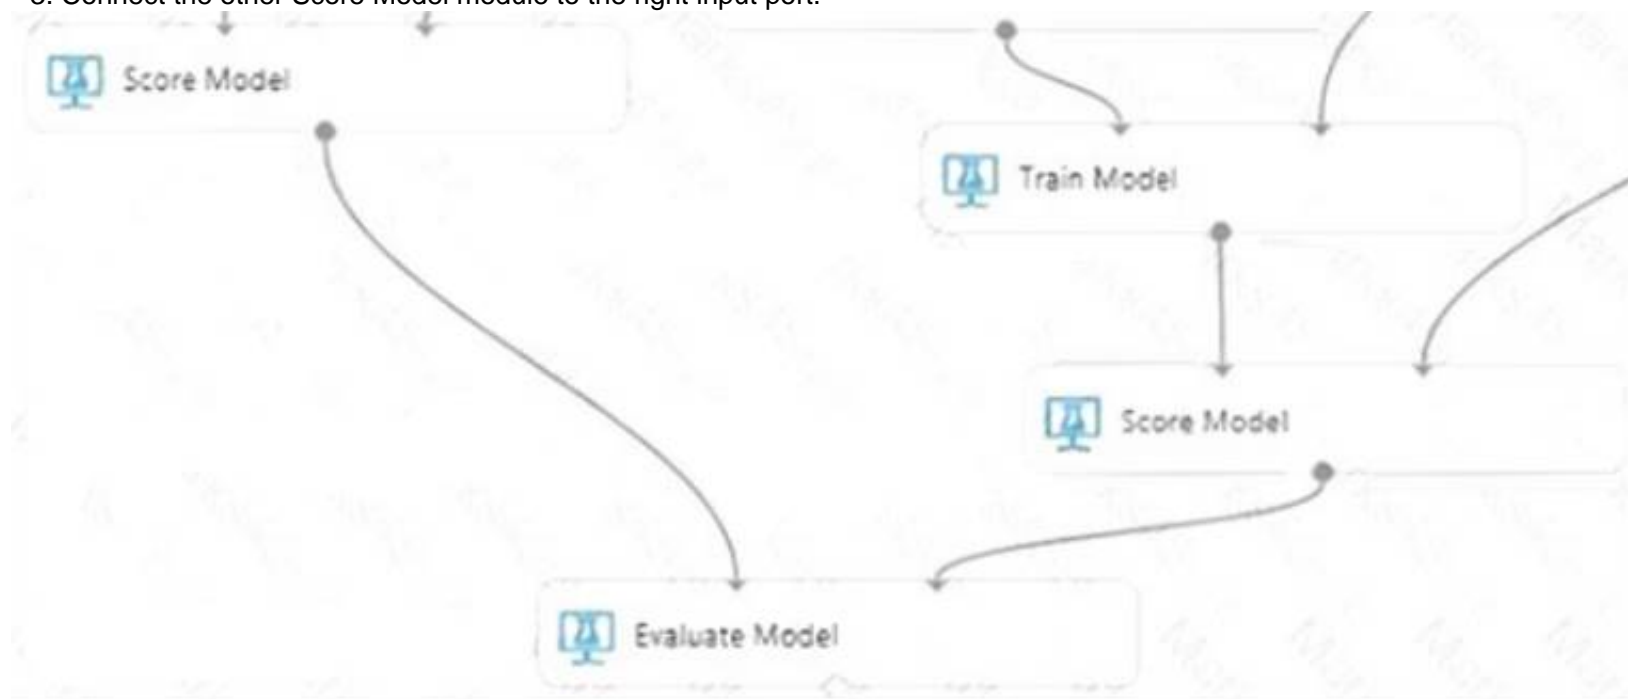 Connect the other Score Model module to the right input port.
Score Model
Train Model
Score Model
Evaluate Model